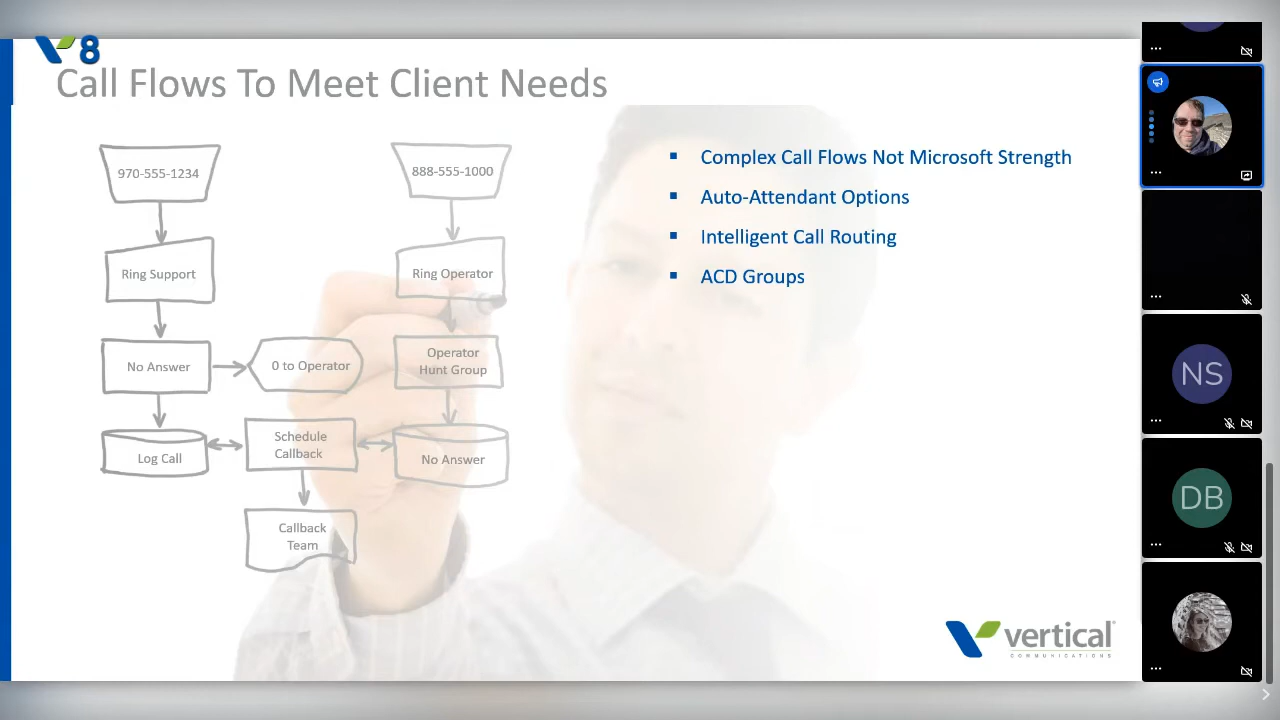 V8
Call Flows To Meet Client Needs
970-555-1234
888-555-1000
Ring Support
Ring Operator
No Answer
0 to Operator
Operator
Hunt Group
Log Call
Schedule
Callback
No Answer
Callback
Team
Complex Call Flows Not Microsoft Strength
Auto-Attendant Options
Intelligent Call Routing
ACD Groups
vertical
COMMUNICATIONS
NS
DB